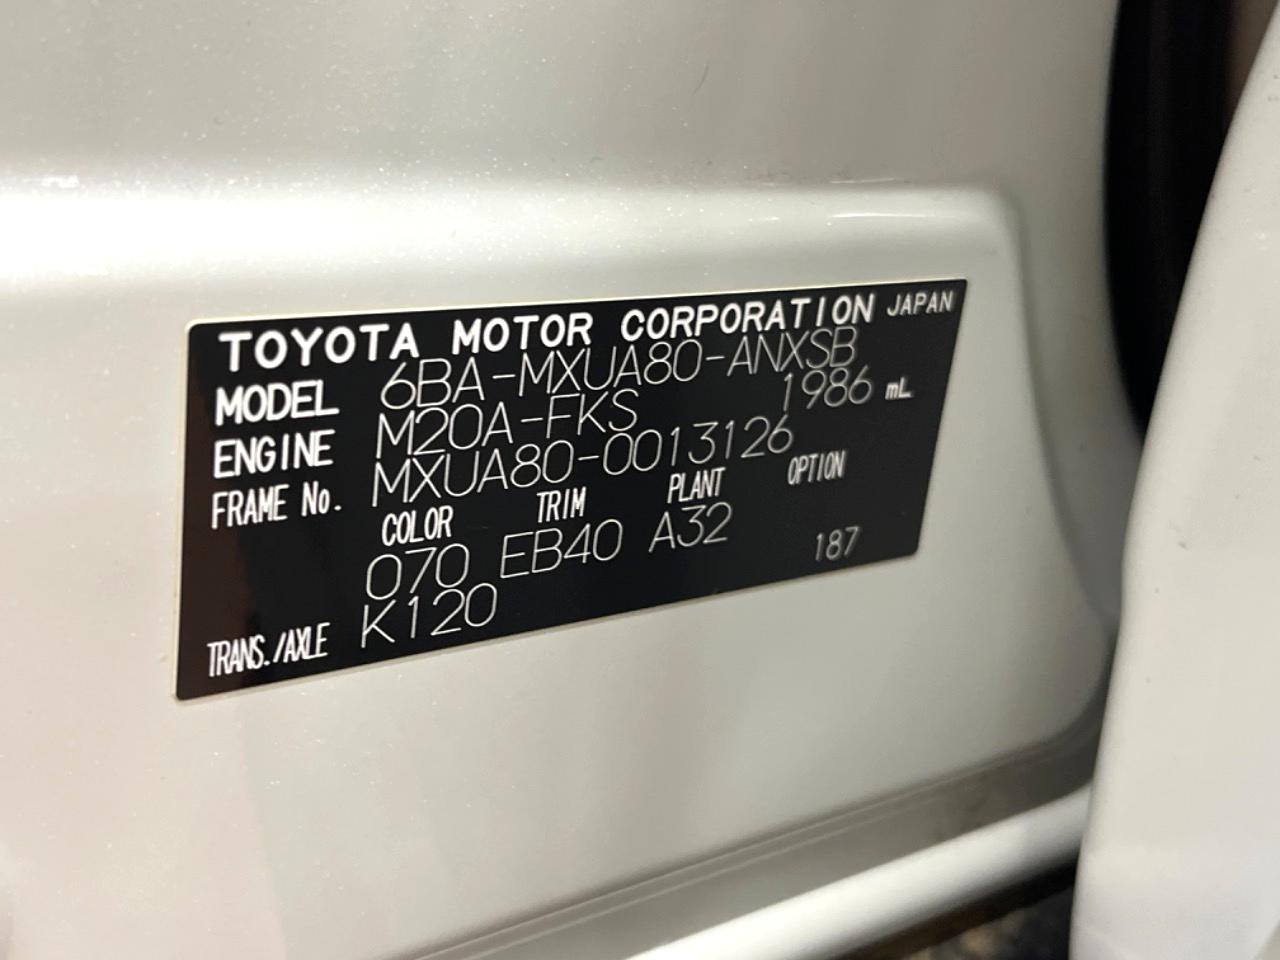 TOYOTA MOTOR CORPORATION JAPAN
MODEL 6BA-MXUA80-ANXSB
ENGINE M20A-FKS 1986 mL
FRAME No. MXUA80-0013126
COLOR TRIM PLANT OPTION
070 EB40 A32 187
TRANS./AXLE K120